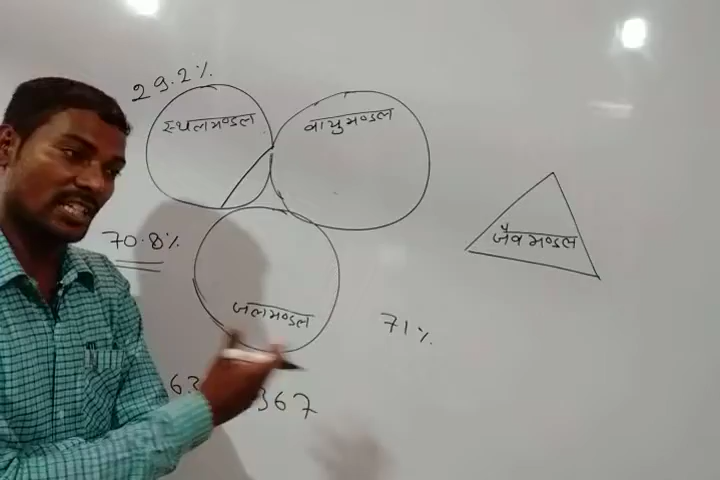 29.2%
स्थलमण्डल
वायुमण्डल
70.8%
जैवमण्डल
जलमण्डल
71%
367